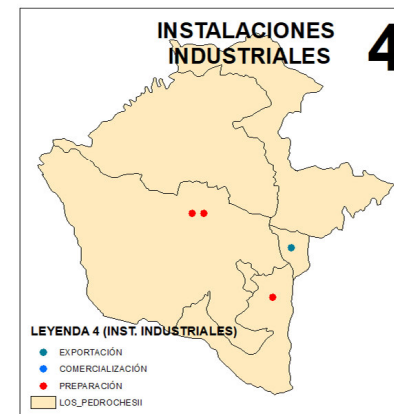 INSTALACIONES
INDUSTRIALES
4
LEYENDA 4 (INST. INDUSTRIALES)
EXPORTACIÓN
COMERCIALIZACIÓN
PREPARACIÓN
LOS_PEDROCHESII